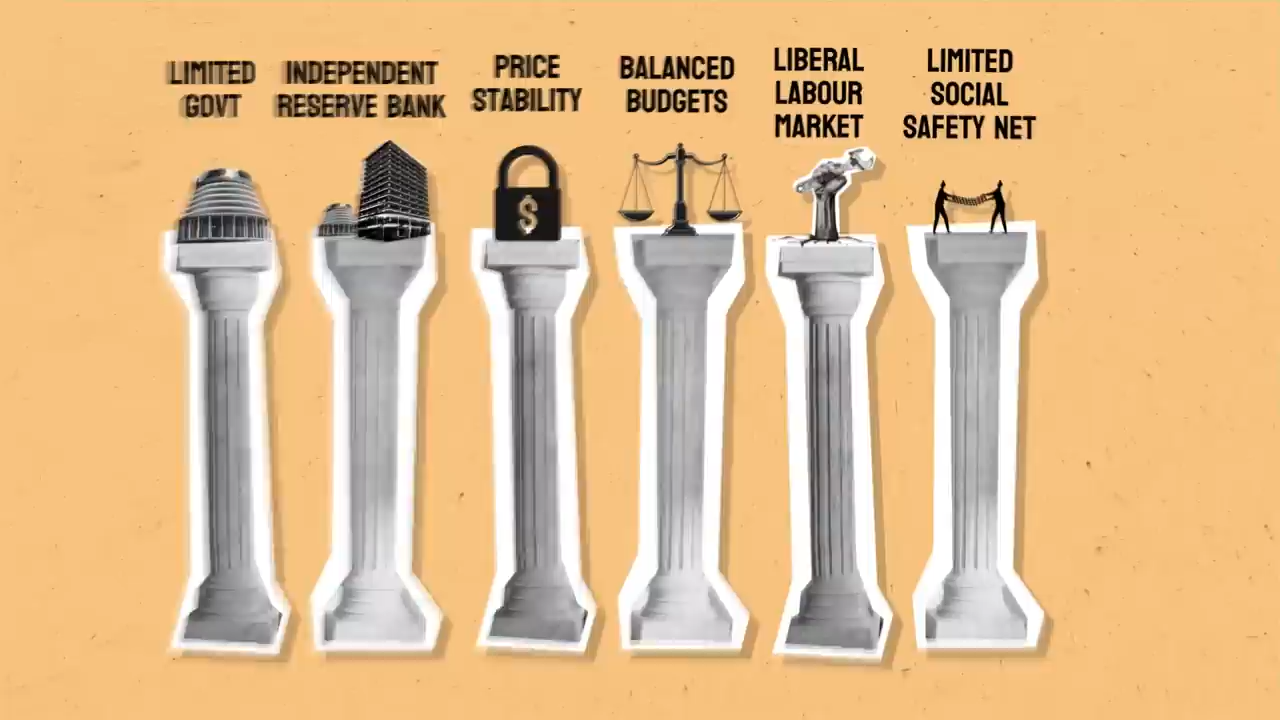 LIMITED
GOVT
INDEPENDENT
RESERVE BANK
PRICE
STABILITY
BALANCED
BUDGETS
LIBERAL
LABOUR
MARKET
LIMITED
SOCIAL
SAFETY NET
$